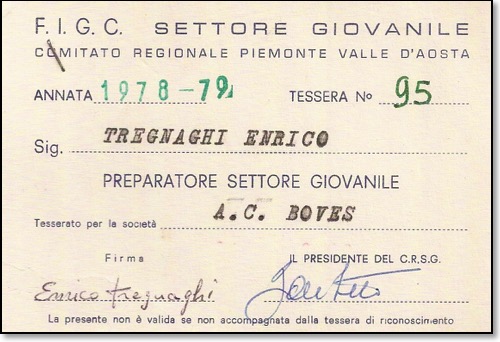 F. I. G. C. SETTORE GIOVANILE
COMITATO REGIONALE PIEMONTE VALLE D'AOSTA
ANNATA 1978-79 TESSERA No 95
Sig. TREGNAGHI ENRICO
PREPARATORE SETTORE GIOVANILE
Tesserato per la società A.C. BOVES
Firma IL PRESIDENTE DEL C.R.S.G.
Enrico Tregnaghi
La presente non è valida se non accompagnata dalla tessera di riconoscimento